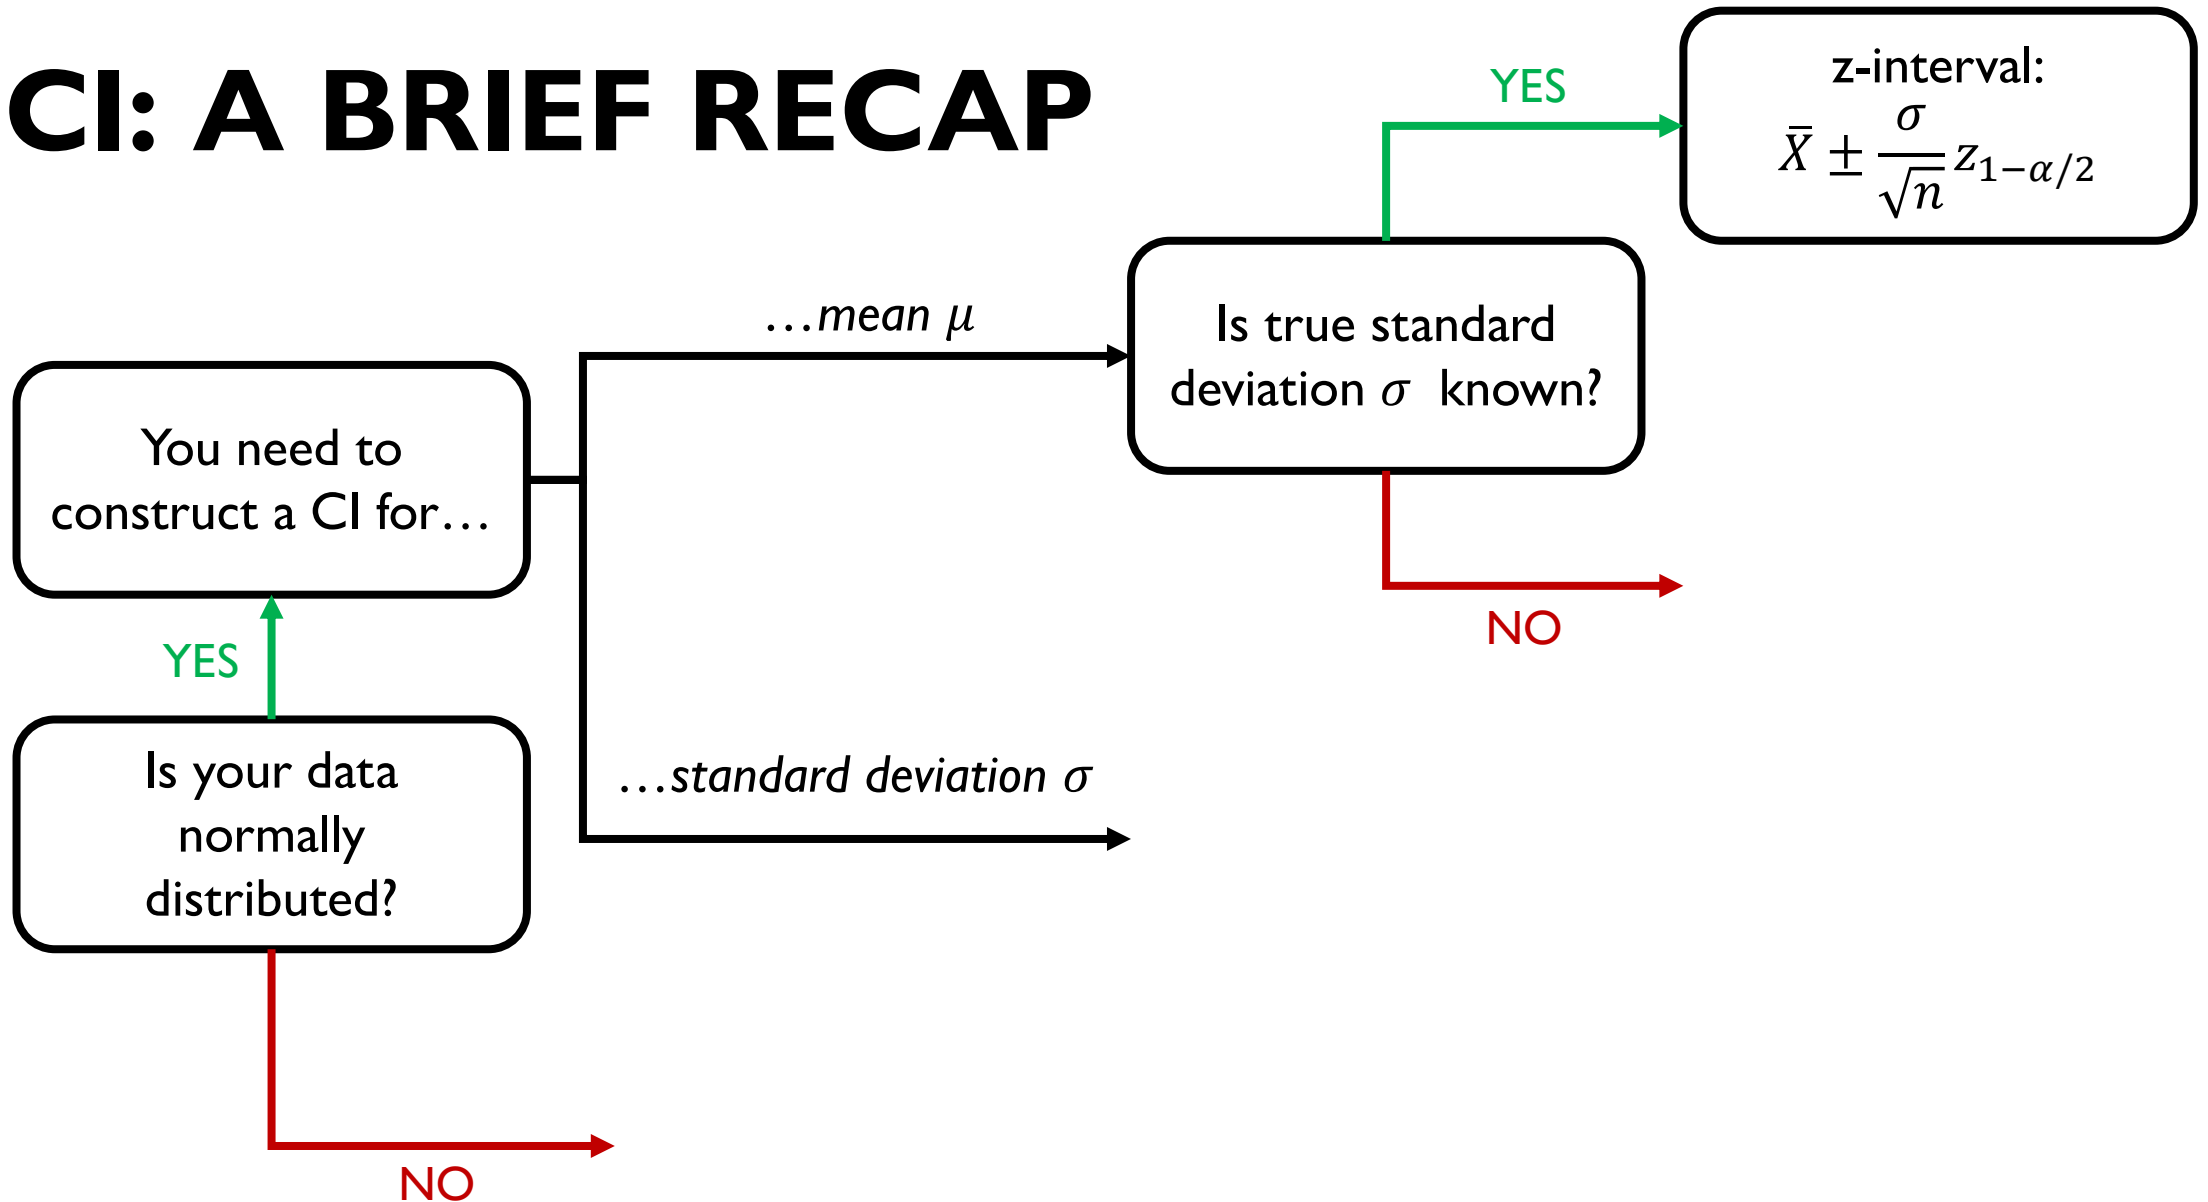 CI: A BRIEF RECAP
YES
z-interval:
X̄ ± σ/√n z₁₋α/₂
…mean μ
Is true standard
deviation σ known?
You need to
construct a CI for…
NO
YES
Is your data
normally
distributed?
…standard deviation σ
NO